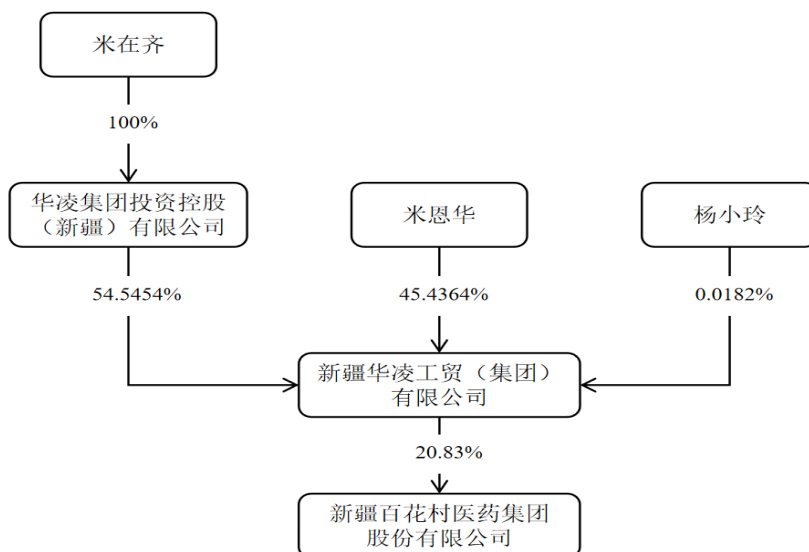 米在齐
100%
华凌集团投资控股
（新疆）有限公司
米恩华
杨小玲
54.5454%
45.4364%
0.0182%
新疆华凌工贸（集团）
有限公司
20.83%
新疆百花村医药集团
股份有限公司